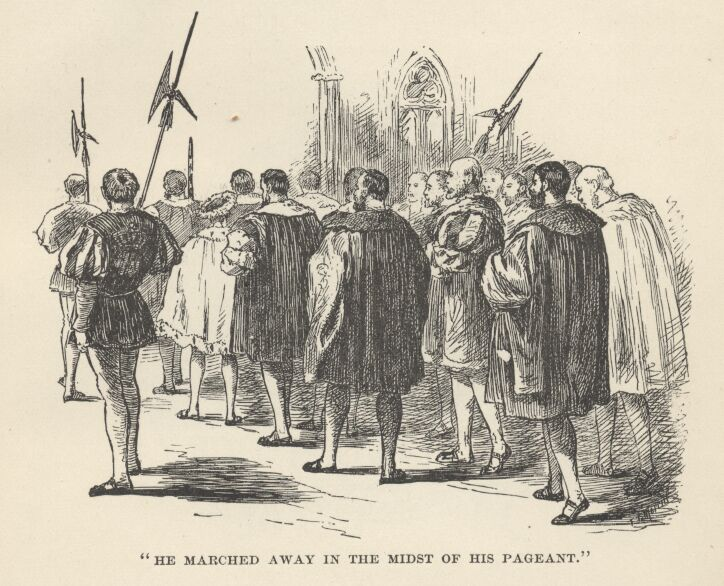 "HE MARCHED AWAY IN THE MIDST OF HIS PAGEANT."